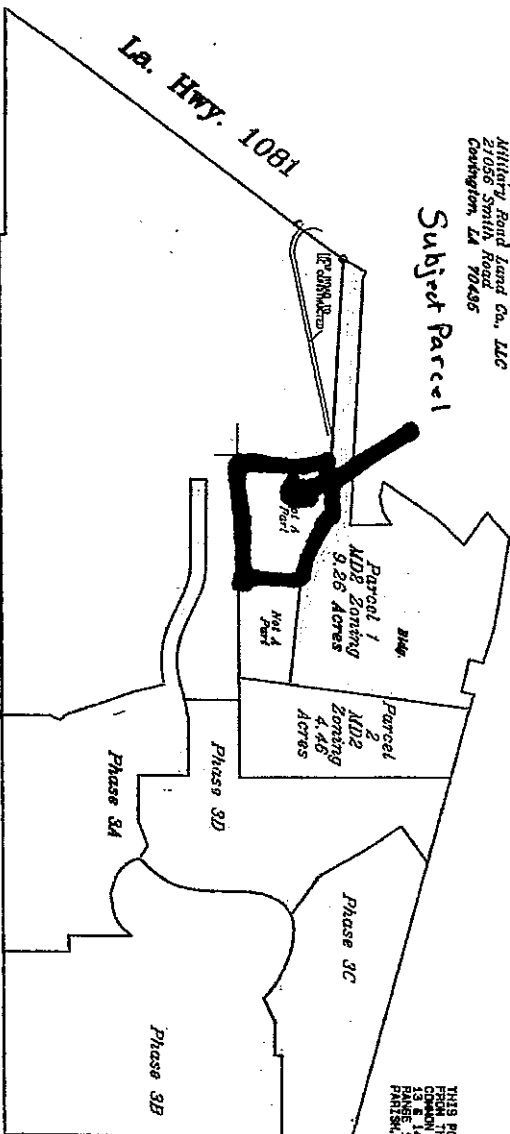 Military Road Land Co., LLC
21056 Smith Road
Covington, LA 70435
Subject Parcel
La. Hwy. 1081
Not A
Part
Bldg.
Parcel 1
MD2 Zoning
9.26 Acres
Not A
Part
Parcel
2
MD2
Zoning
4.46
Acres
Phase 3D
Phase 3A
Phase 3C
Phase 3B
THIS
FROM
COMMON
13 &
RANGE
PARISH